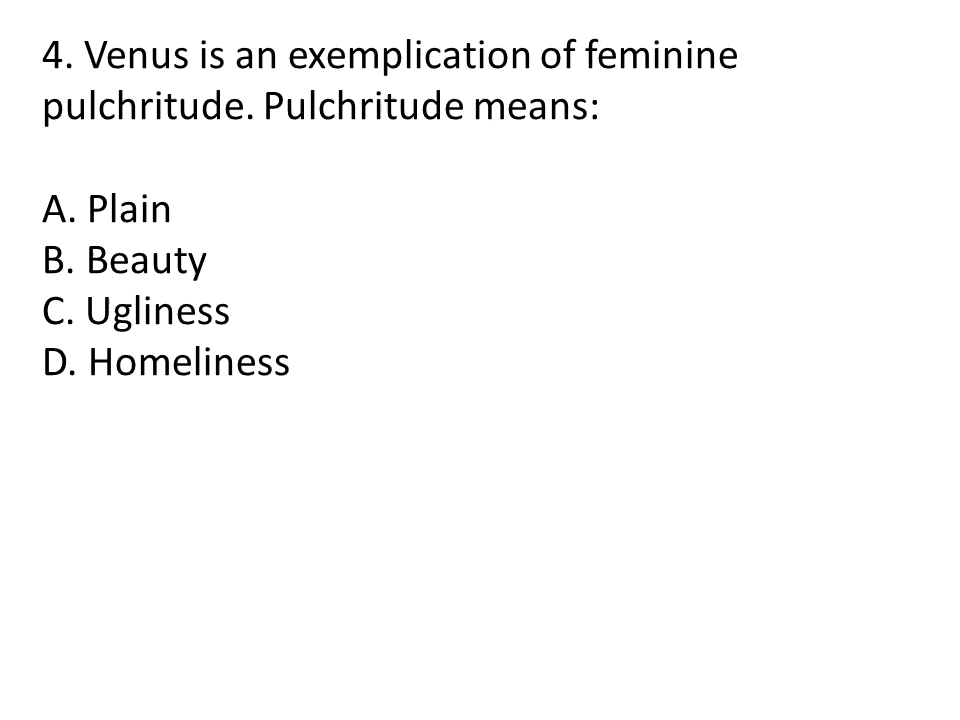 4. Venus is an exemplication of feminine
pulchritude. Pulchritude means:
A. Plain
B. Beauty
C. Ugliness
D. Homeliness